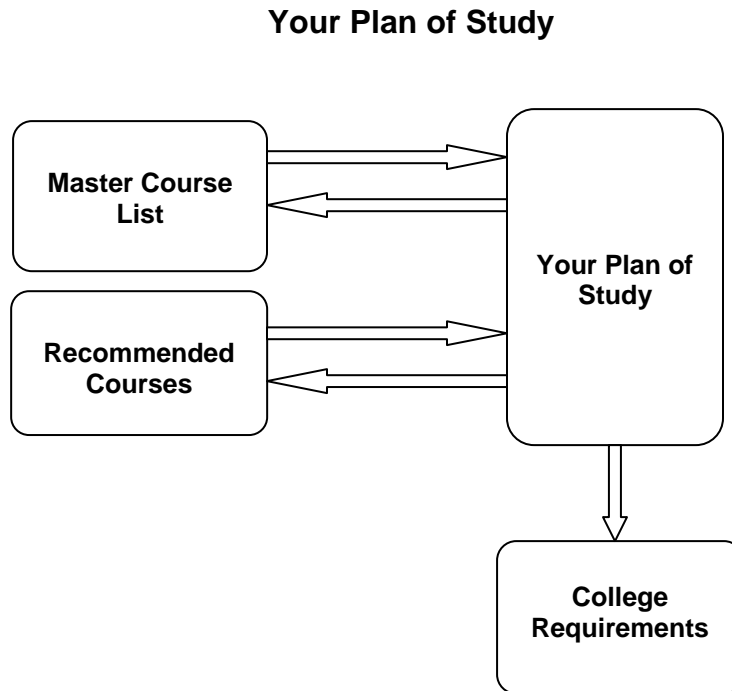 Your Plan of Study
Master Course
List
Your Plan of
Study
Recommended
Courses
College
Requirements